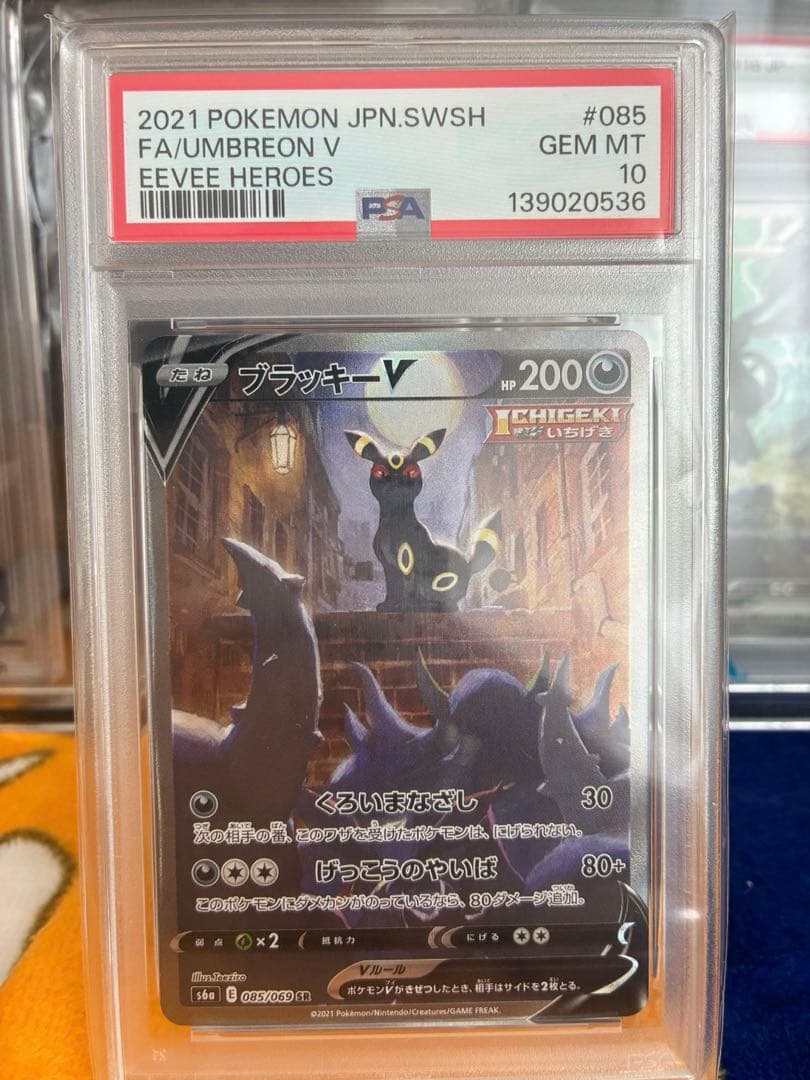 2021 POKEMON JPN.SWSH #085
FA/UMBREON V GEM MT
EEVEE HEROES 10
PSA 139020536
たね ブラッキーV HP 200
ICHIGEKI
いちげき
くろいまなざし 30
次の相手の番、このワザを受けたポケモンは、にげられない。
げっこうのやいば 80+
このポケモンにダメカンがのっているなら、80ダメージ追加。
弱点 ×2 抵抗力 にげる
Vルール
ポケモンVがきぜつしたとき、相手はサイドを2枚とる。
Illus.Teeziro
s6a E 085/069 SR
©2021 Pokémon/Nintendo/Creatures/GAME FREAK.